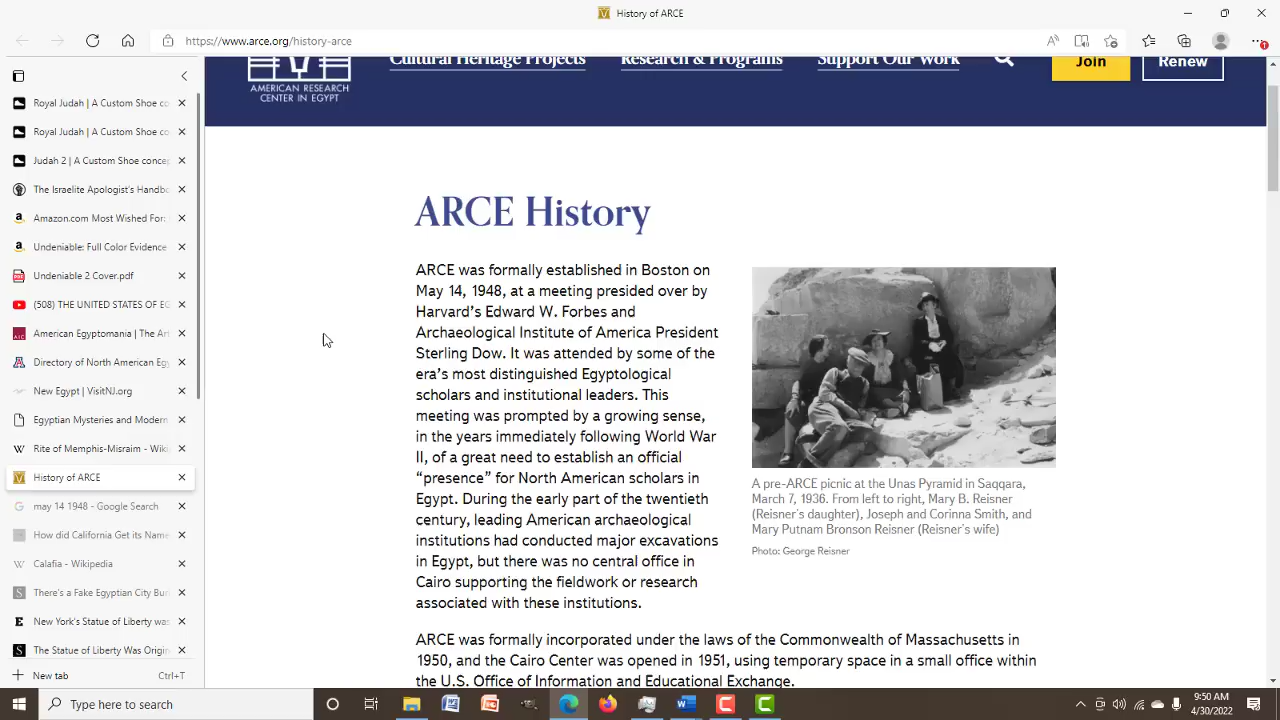 History of ARCE
https://www.arce.org/history-arce
Royal Judah | A Custom Shoe co
Royal Judah | A Custom Shoe co
Judah 2 | A Custom Shoe concep
The Israelite Apologist's Handbo
Amazon.com Most Wished For:
Undeniable: Full Color Evidence
Undeniable 2 Cover.pdf
(508) THE UNITED STATES OF EG
American Egyptomania | The Art
Directory of North American Eg
New Egypt | VisitNJ.org
Egyptian Mysteries and Modern
Rite of Memphis-Misraim - Wiki
History of ARCE
may 14 1948 - Google Search
How did California Get its Name
Calafia - Wikipedia
There's a Fake Egyptian City Bur
New York's Statue of Liberty was
The Statue of Liberty Was Origin
New tab Ctrl+T
AMERICAN RESEARCH
CENTER IN EGYPT
Cultural Heritage Projects Research & Programs Support Our Work Join Renew
ARCE History
ARCE was formally established in Boston on
May 14, 1948, at a meeting presided over by
Harvard's Edward W. Forbes and
Archaeological Institute of America President
Sterling Dow. It was attended by some of the
era's most distinguished Egyptological
scholars and institutional leaders. This
meeting was prompted by a growing sense,
in the years immediately following World War
II, of a great need to establish an official
“presence” for North American scholars in
Egypt. During the early part of the twentieth
century, leading American archaeological
institutions had conducted major excavations
in Egypt, but there was no central office in
Cairo supporting the fieldwork or research
associated with these institutions.
A pre-ARCE picnic at the Unas Pyramid in Saqqara,
March 7, 1936. From left to right, Mary B. Reisner
(Reisner's daughter), Joseph and Corinna Smith, and
Mary Putnam Bronson Reisner (Reisner's wife)
Photo: George Reisner
ARCE was formally incorporated under the laws of the Commonwealth of Massachusetts in
1950, and the Cairo Center was opened in 1951, using temporary space in a small office within
the U.S. Office of Information and Educational Exchange.
Type here to search
9:50 AM
4/30/2022